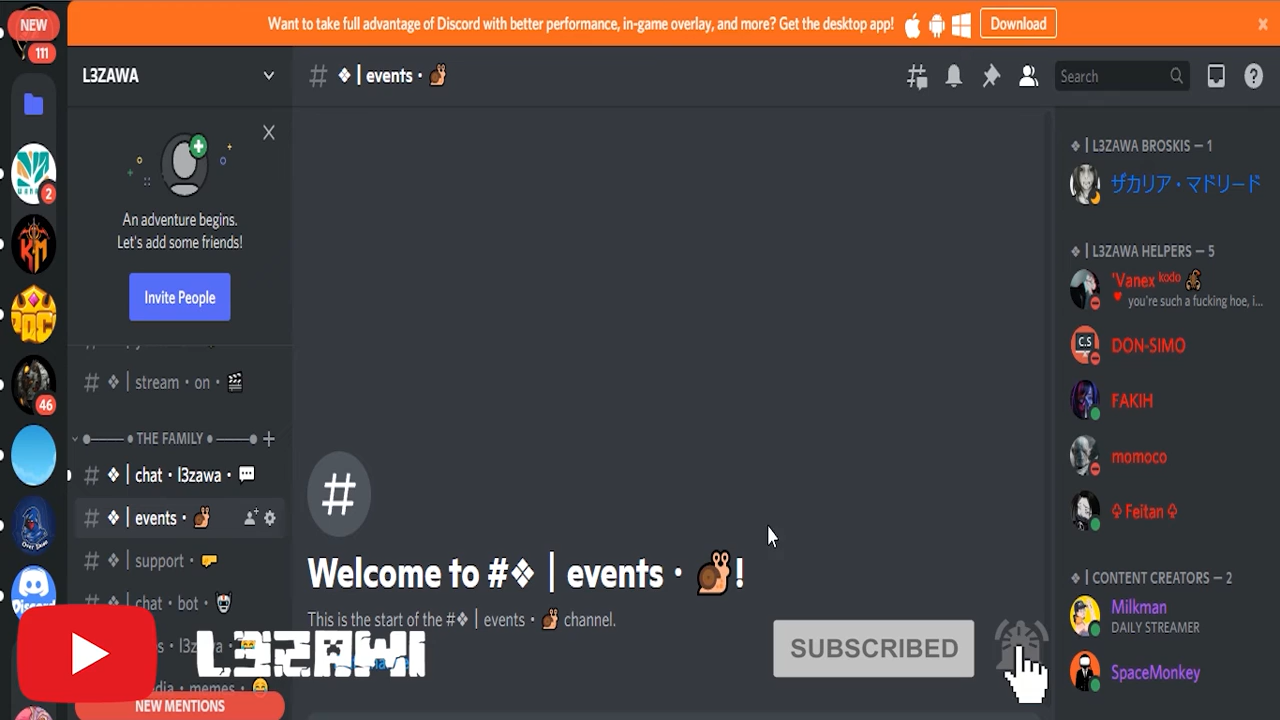 Want to take full advantage of Discord with better performance, in-game overlay, and more? Get the desktop app!
Download
NEW
111
2
46
L3ZAWA
An adventure begins.
Let's add some friends!
Invite People
# ❖ | stream · on · 🎬
THE FAMILY
# ❖ | chat · l3zawa · 💬
# ❖ | events · 🐌
# ❖ | support ·
# ❖ | chat · bot ·
memes ·
NEW MENTIONS
# ❖ | events · 🐌
Search
Welcome to #❖ | events · 🐌!
This is the start of the #❖ | events · 🐌 channel.
L3ZAWI
SUBSCRIBED
❖ | L3ZAWA BROSKIS — 1
ザカリア・マドリード
❖ | L3ZAWA HELPERS — 5
'Vanex kodo
you're such a fucking hoe, i...
C.S
DON-SIMO
FAKIH
momoco
♤ Feitan ♤
❖ | CONTENT CREATORS — 2
Milkman
DAILY STREAMER
SpaceMonkey